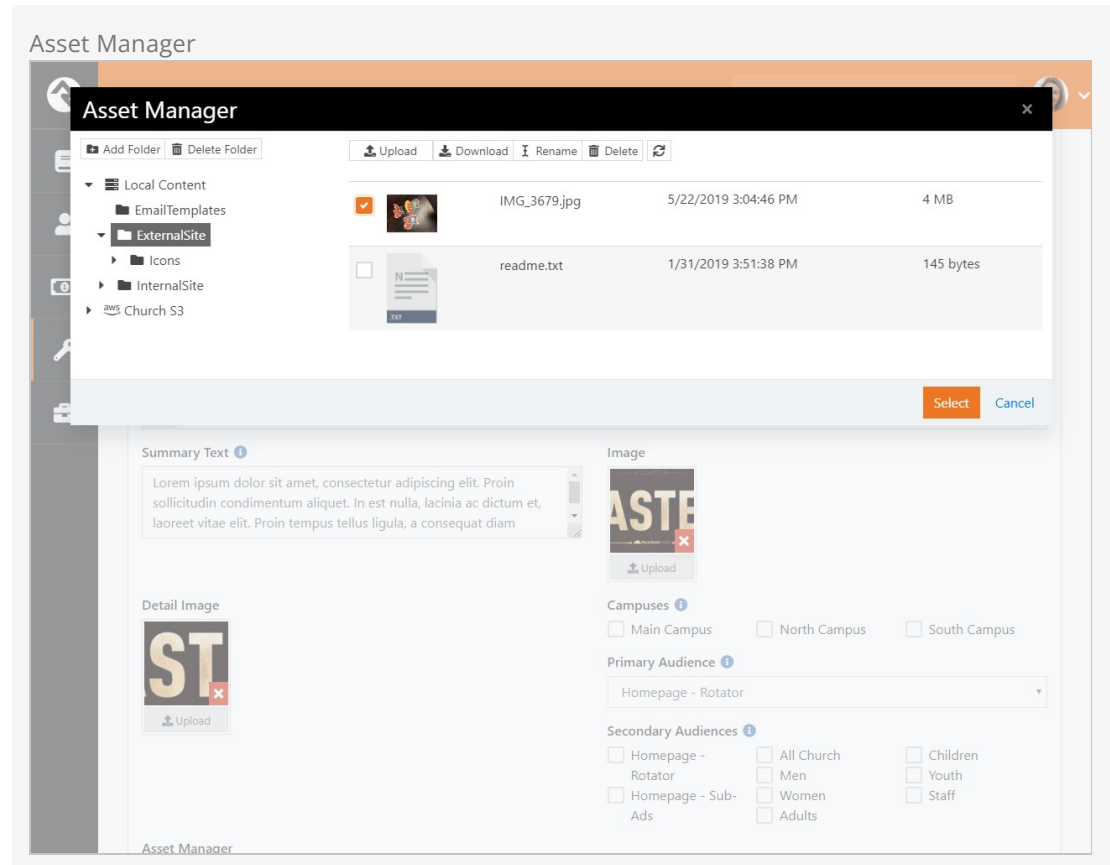 Asset Manager
Asset Manager
×
Add Folder Delete Folder
Upload Download Rename Delete
Local Content
EmailTemplates
ExternalSite
Icons
InternalSite
aws Church S3
IMG_3679.jpg 5/22/2019 3:04:46 PM 4 MB
readme.txt 1/31/2019 3:51:38 PM 145 bytes
N
.TXT
Select Cancel
Summary Text
Lorem ipsum dolor sit amet, consectetur adipiscing elit. Proin
sollicitudin condimentum aliquet. In est nulla, lacinia ac dictum et,
laoreet vitae elit. Proin tempus tellus ligula, a consequat diam
Image
ASTE
Upload
Detail Image
AST
Upload
Campuses
Main Campus North Campus South Campus
Primary Audience
Homepage - Rotator
Secondary Audiences
Homepage - All Church Children
Rotator Men Youth
Homepage - Sub- Women Staff
Ads Adults
Asset Manager